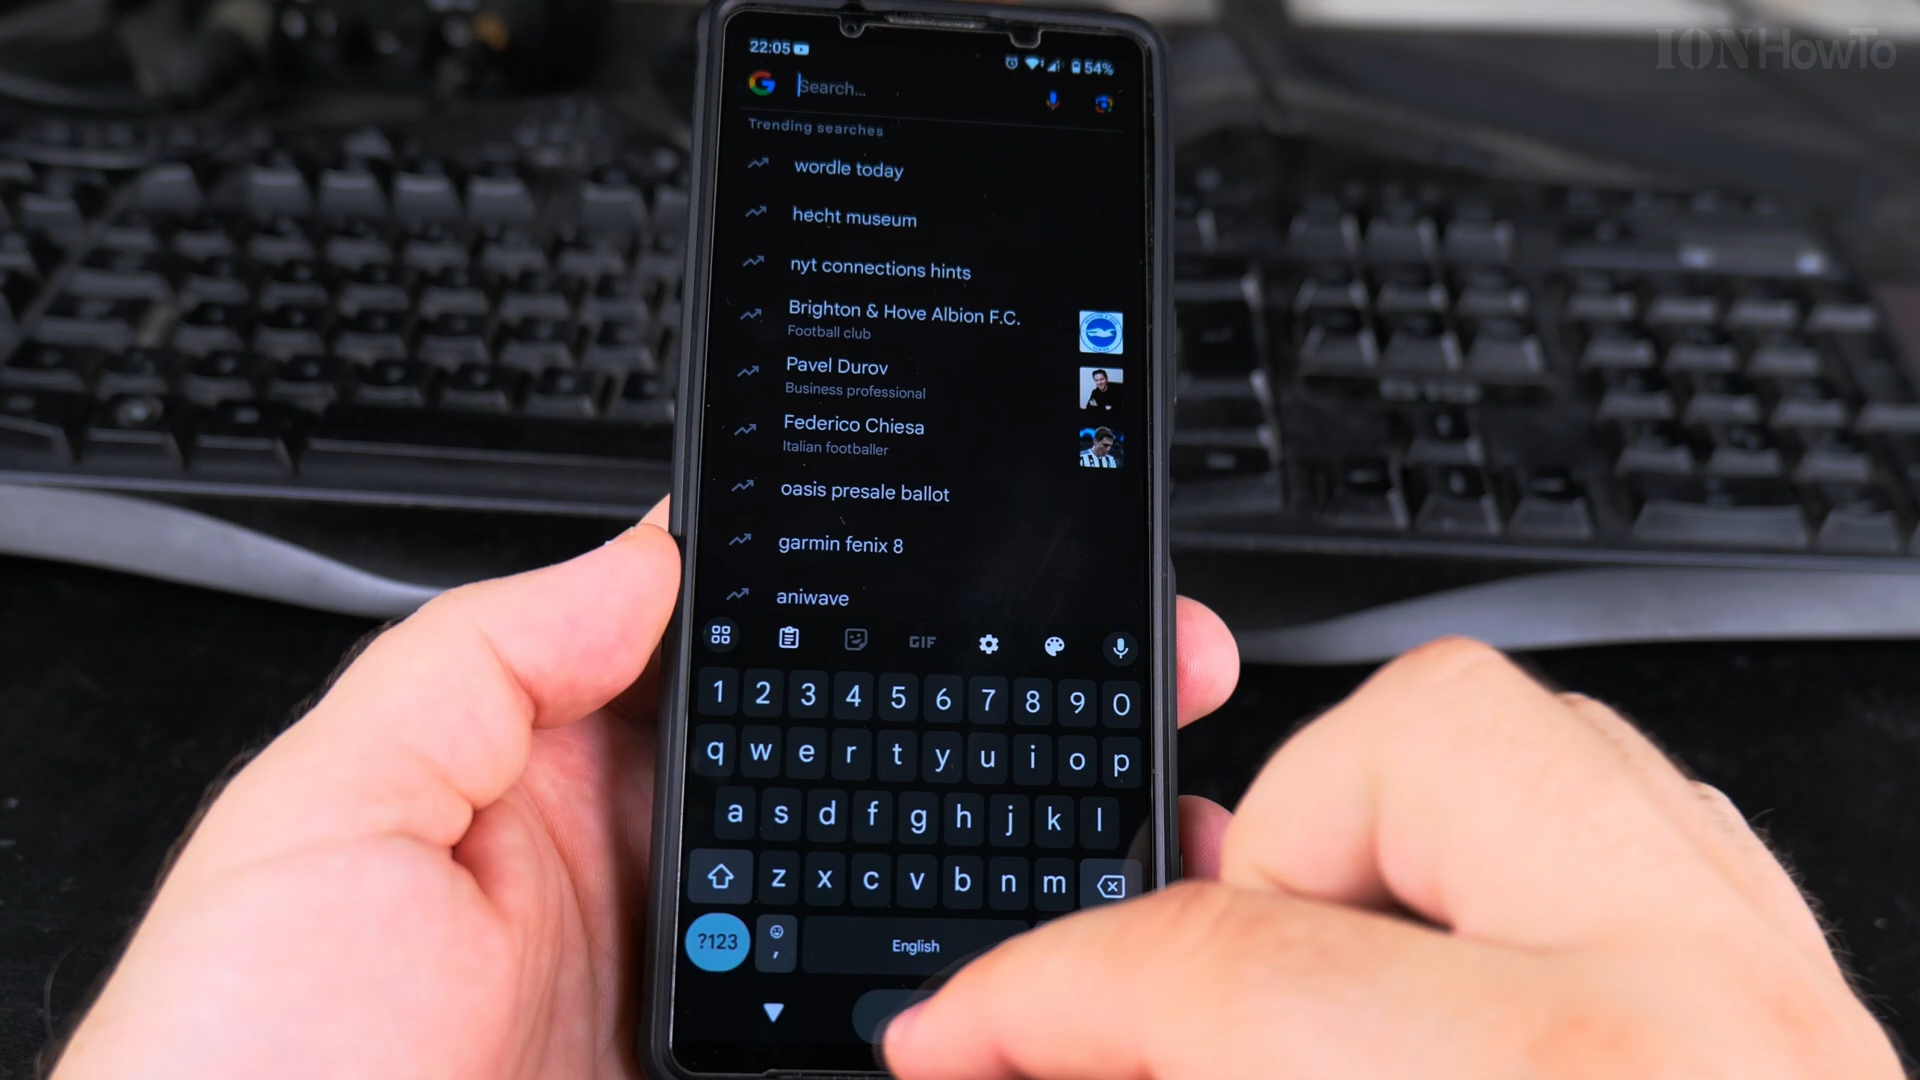 ION HowTo
22:05
54%
Search...
Trending searches
wordle today
hecht museum
nyt connections hints
Brighton & Hove Albion F.C.
Football club
Pavel Durov
Business professional
Federico Chiesa
Italian footballer
oasis presale ballot
garmin fenix 8
aniwave
GIF
1 2 3 4 5 6 7 8 9 0
q w e r t y u i o p
a s d f g h j k l
z x c v b n m
?123 , English